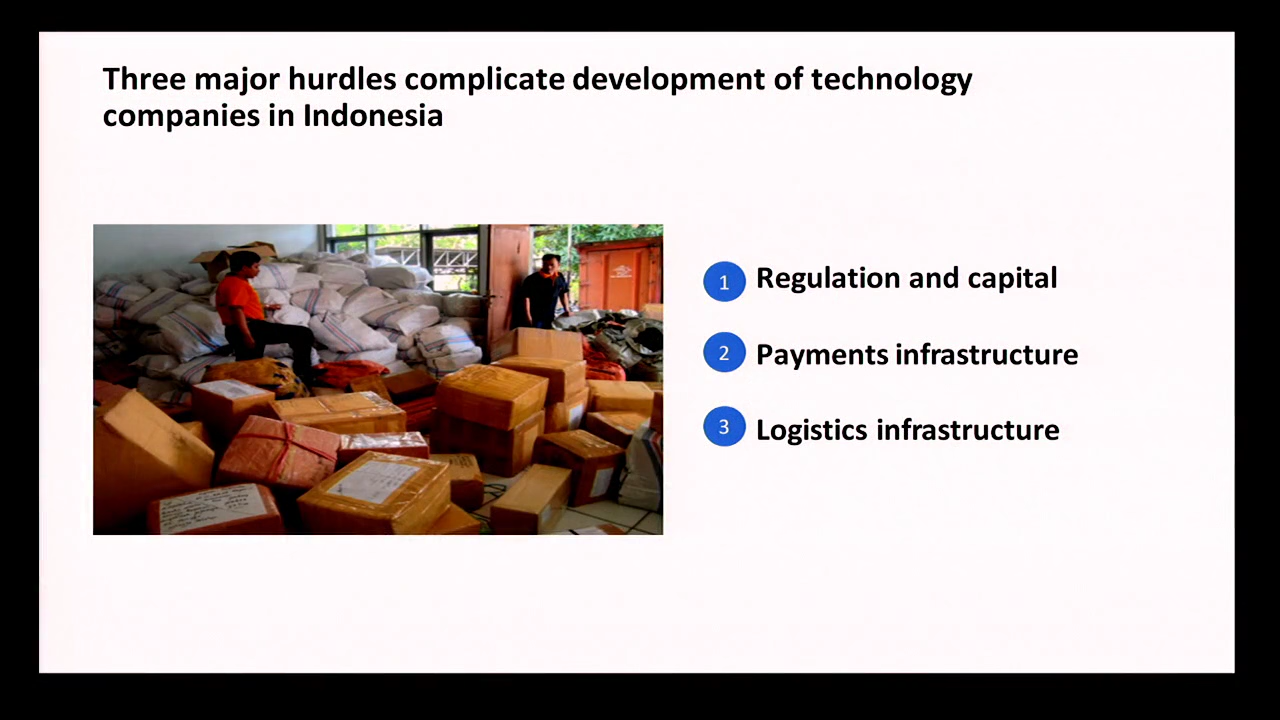 Three major hurdles complicate development of technology
companies in Indonesia
1 Regulation and capital
2 Payments infrastructure
3 Logistics infrastructure